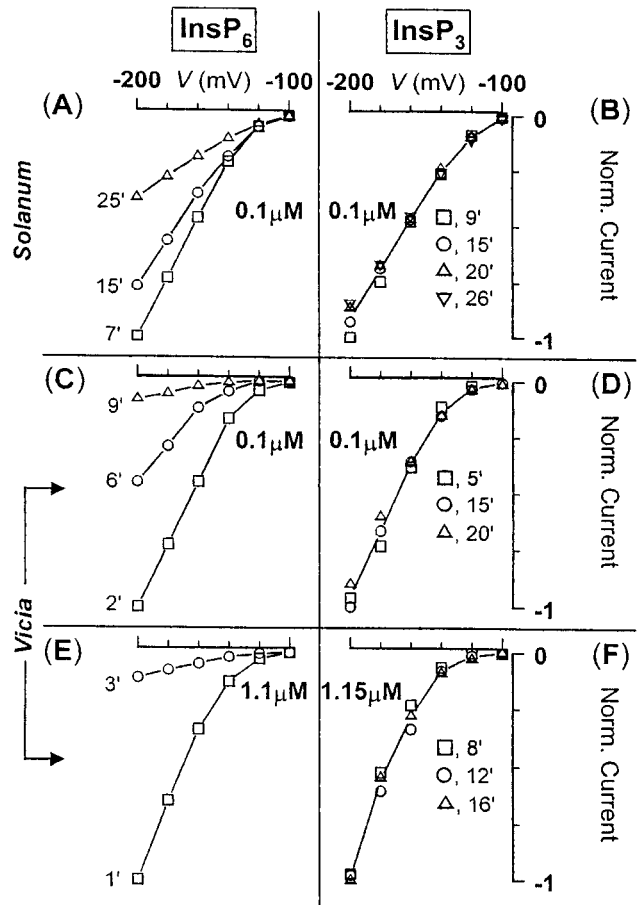 InsP6 InsP3
-200 V (mV) -100 -200 V (mV) -100
(A) (B)
Solanum
0
Norm. Current
-1
25'
15'
7'
0.1μM 0.1μM
□, 9'
○, 15'
△, 20'
▽, 26'
(C) (D)
Vicia
0
Norm. Current
-1
9'
6'
2'
0.1μM 0.1μM
□, 5'
○, 15'
△, 20'
(E) (F)
0
Norm. Current
-1
3'
1'
1.1μM 1.15μM
□, 8'
○, 12'
△, 16'